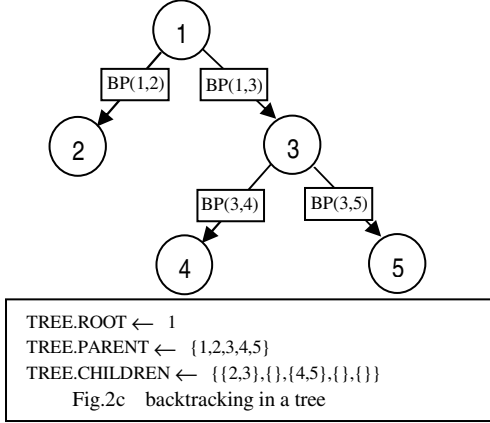 1
BP(1,2) BP(1,3)
2 3
BP(3,4) BP(3,5)
4 5
TREE.ROOT ← 1
TREE.PARENT ← {1,2,3,4,5}
TREE.CHILDREN ← {{2,3},{},{4,5},{},{}}
Fig.2c backtracking in a tree